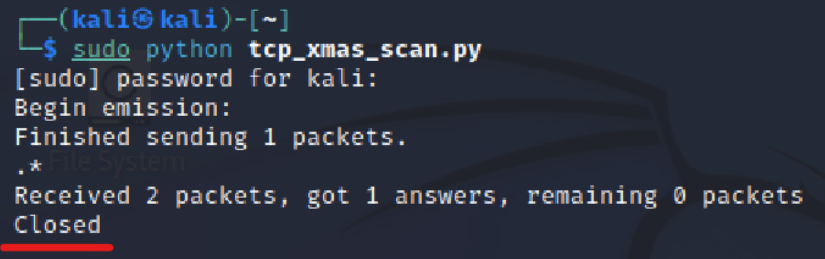 ┌──(kali㉿kali)-[~]
└─$ sudo python tcp_xmas_scan.py
[sudo] password for kali:
Begin emission:
Finished sending 1 packets.
.*
File System
Received 2 packets, got 1 answers, remaining 0 packets
Closed